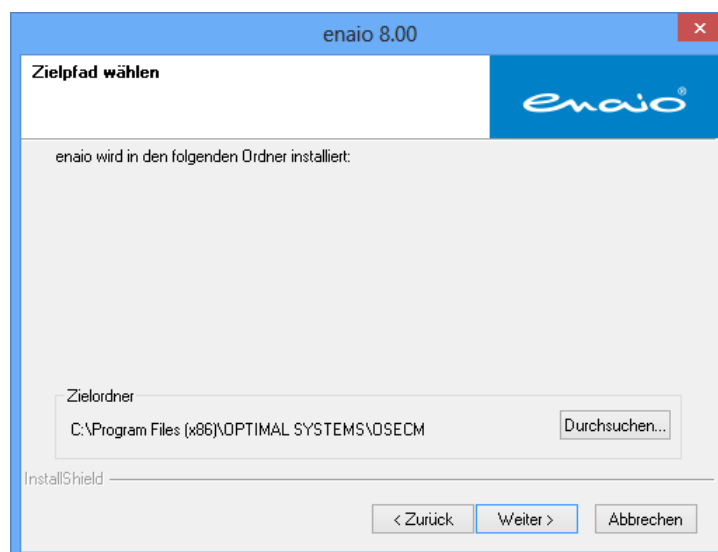 enaio 8.00
Zielpfad wählen
enaio®
enaio wird in den folgenden Ordner installiert:
Zielordner
C:\Program Files (x86)\OPTIMAL SYSTEMS\OSECM
Durchsuchen...
InstallShield
< Zurück
Weiter >
Abbrechen